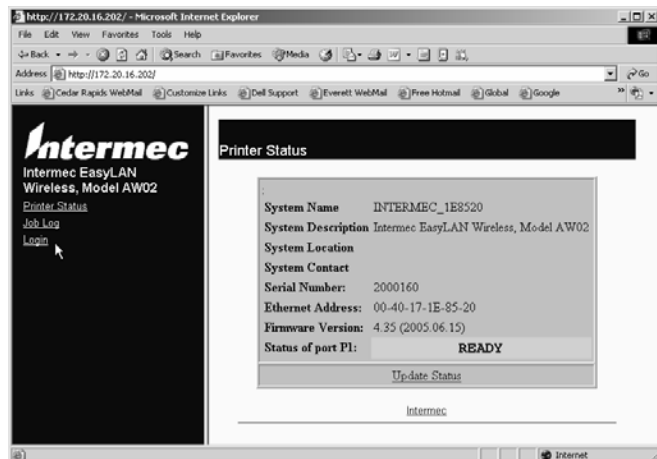 http://172.20.16.202/ - Microsoft Internet Explorer
File Edit View Favorites Tools Help
Back Search Favorites Media
Address http://172.20.16.202/ Go
Links Cedar Rapids WebMail Customize Links Dell Support Everett WebMail Free Hotmail Global Google »
Intermec
Intermec EasyLAN
Wireless, Model AW02
Printer Status
Job Log
Login
Printer Status
:
System Name INTERMEC_1E8520
System Description Intermec EasyLAN Wireless, Model AW02
System Location
System Contact
Serial Number: 2000160
Ethernet Address: 00-40-17-1E-85-20
Firmware Version: 4.35 (2005.06.15)
Status of port P1: READY
Update Status
Intermec
Internet